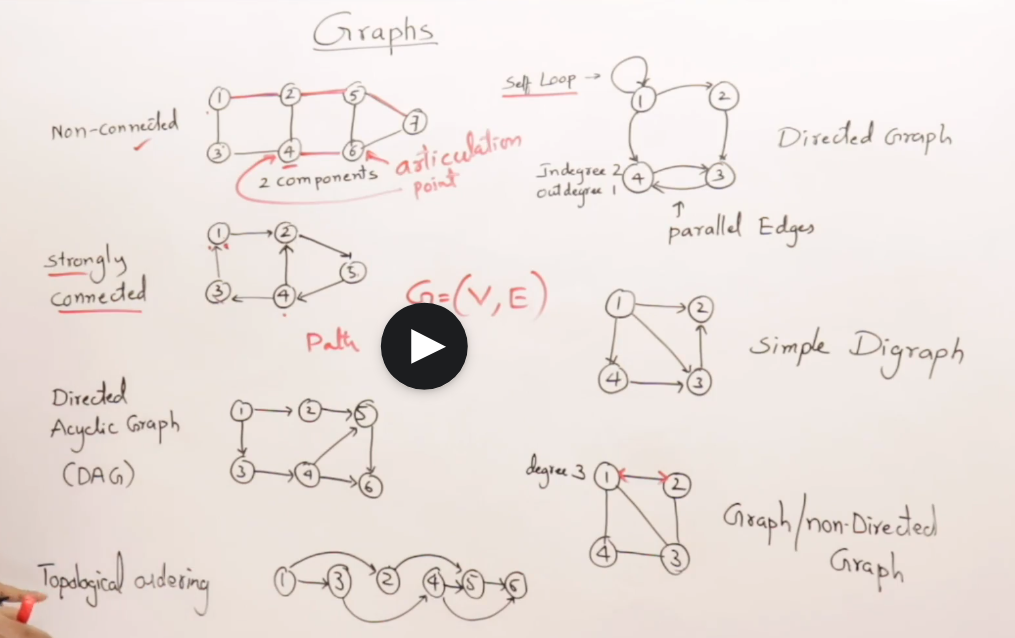 Graphs
Non-connected
1
2
5
7
3
4
6
2 components
articulation
point
Self Loop →
1
2
Indegree 2
outdegree 1
4
3
parallel Edges
Directed Graph
strongly
connected
1
2
5
3
4
G=(V,E)
Path
1
2
4
3
Simple Digraph
Directed
Acyclic Graph
(DAG)
1
2
5
3
4
6
degree 3
1
2
4
3
Graph/non-Directed
Graph
Topological ordering
1
3
2
4
5
6